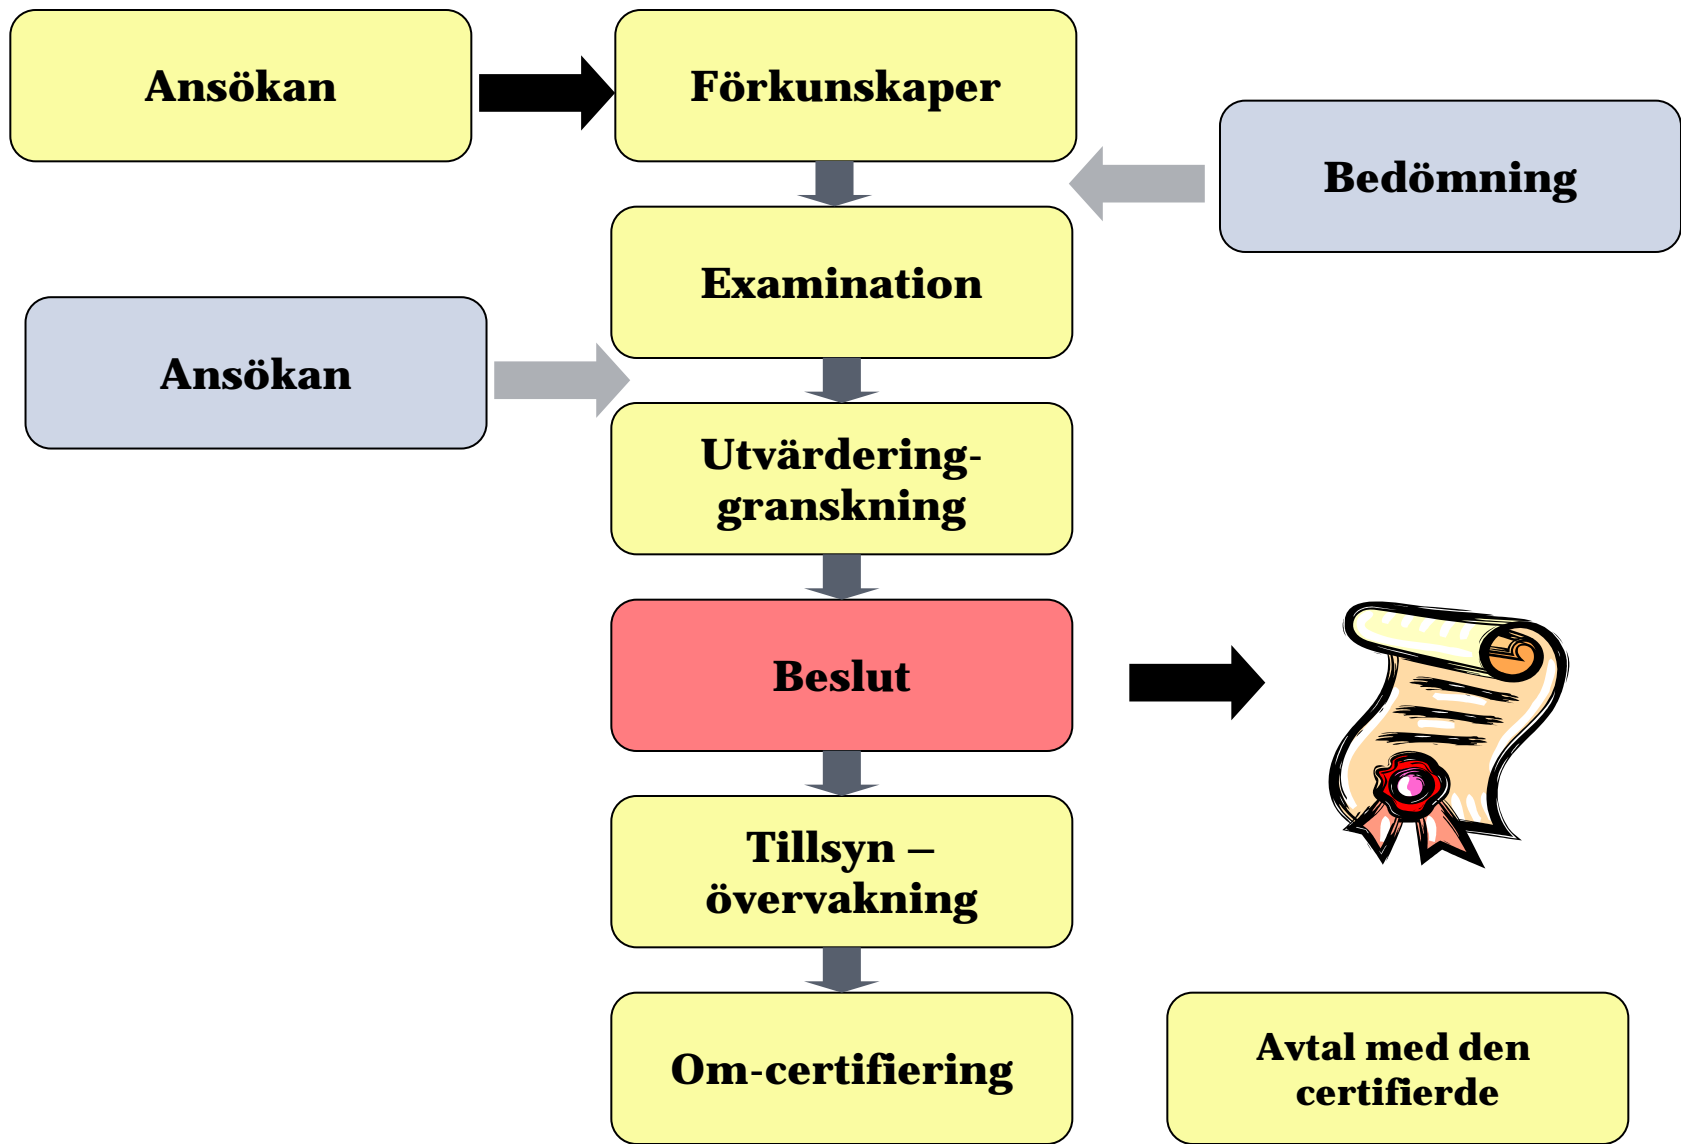 Ansökan
Förkunskaper
Bedömning
Examination
Ansökan
Utvärdering-
granskning
Beslut
Tillsyn –
övervakning
Om-certifiering
Avtal med den
certifierde